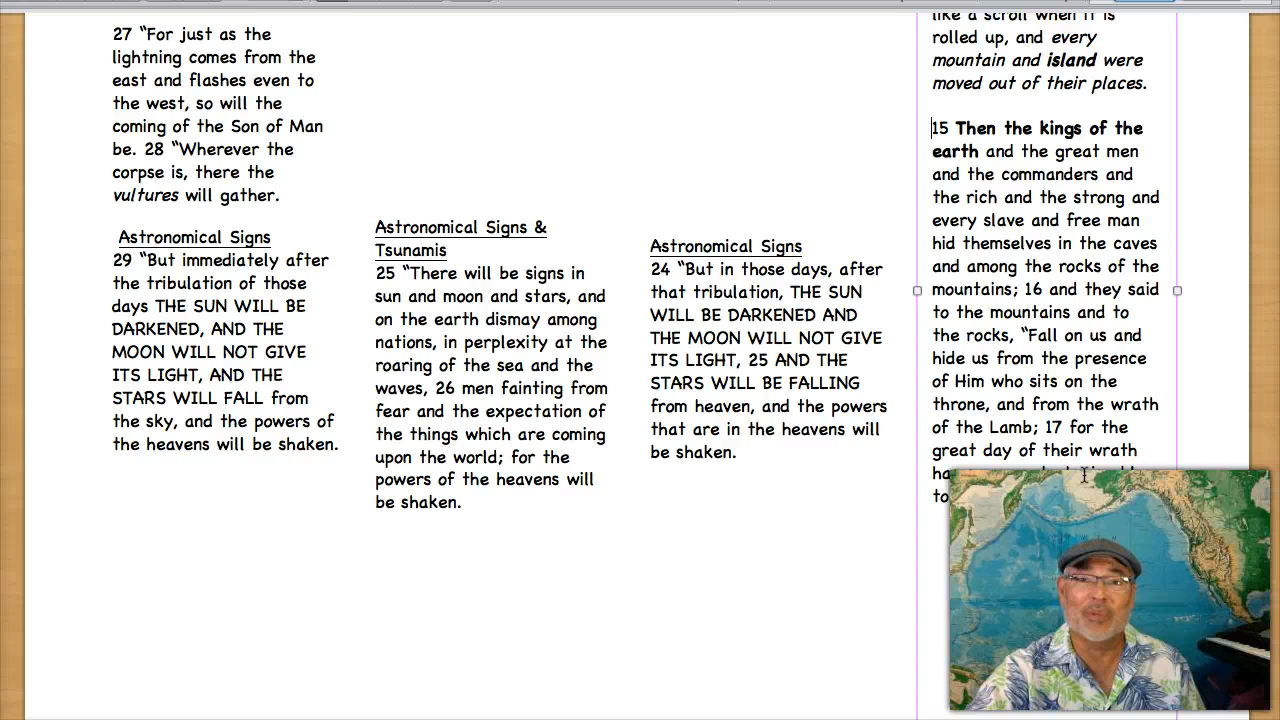 27 “For just as the
lightning comes from the
east and flashes even to
the west, so will the
coming of the Son of Man
be. 28 “Wherever the
corpse is, there the
vultures will gather.
Astronomical Signs
29 “But immediately after
the tribulation of those
days THE SUN WILL BE
DARKENED, AND THE
MOON WILL NOT GIVE
ITS LIGHT, AND THE
STARS WILL FALL from
the sky, and the powers of
the heavens will be shaken.
Astronomical Signs &
Tsunamis
25 “There will be signs in
sun and moon and stars, and
on the earth dismay among
nations, in perplexity at the
roaring of the sea and the
waves, 26 men fainting from
fear and the expectation of
the things which are coming
upon the world; for the
powers of the heavens will
be shaken.
Astronomical Signs
24 “But in those days, after
that tribulation, THE SUN
WILL BE DARKENED AND
THE MOON WILL NOT GIVE
ITS LIGHT, 25 AND THE
STARS WILL BE FALLING
from heaven, and the powers
that are in the heavens will
be shaken.
like a scroll when it is
rolled up, and every
mountain and island were
moved out of their places.
15 Then the kings of the
earth and the great men
and the commanders and
the rich and the strong and
every slave and free man
hid themselves in the caves
and among the rocks of the
mountains; 16 and they said
to the mountains and to
the rocks, “Fall on us and
hide us from the presence
of Him who sits on the
throne, and from the wrath
of the Lamb; 17 for the
great day of their wrath
to